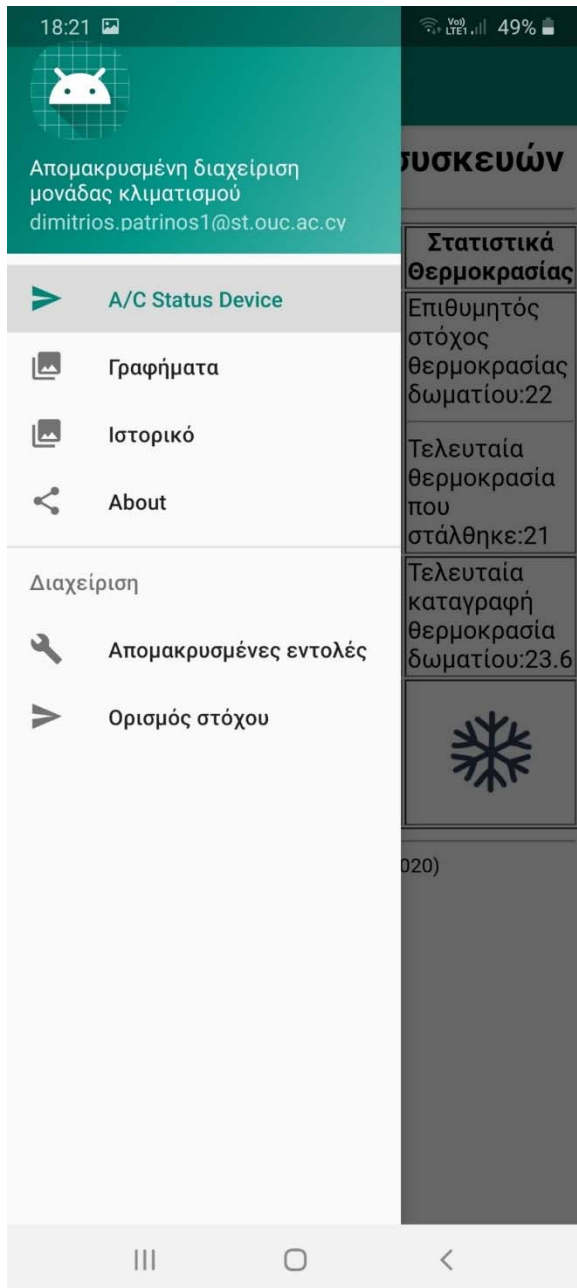 18:21
Vo))
LTE1
49%
Απομακρυσμένη διαχείριση
μονάδας κλιματισμού
dimitrios.patrinos1@st.ouc.ac.cy
A/C Status Device
Γραφήματα
Ιστορικό
About
Διαχείριση
Απομακρυσμένες εντολές
Ορισμός στόχου
συσκευών
Στατιστικά
Θερμοκρασίας
Επιθυμητός
στόχος
θερμοκρασίας
δωματίου:22
Τελευταία
θερμοκρασία
που
στάλθηκε:21
Τελευταία
καταγραφή
θερμοκρασία
δωματίου:23.6
020)